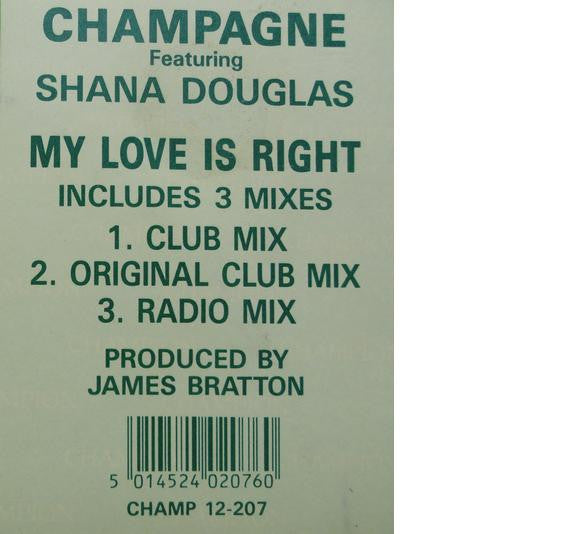 CHAMPAGNE
Featuring
SHANA DOUGLAS
MY LOVE IS RIGHT
INCLUDES 3 MIXES
1. CLUB MIX
2. ORIGINAL CLUB MIX
3. RADIO MIX
PRODUCED BY
JAMES BRATTON
5 014524 020760
CHAMP 12-207